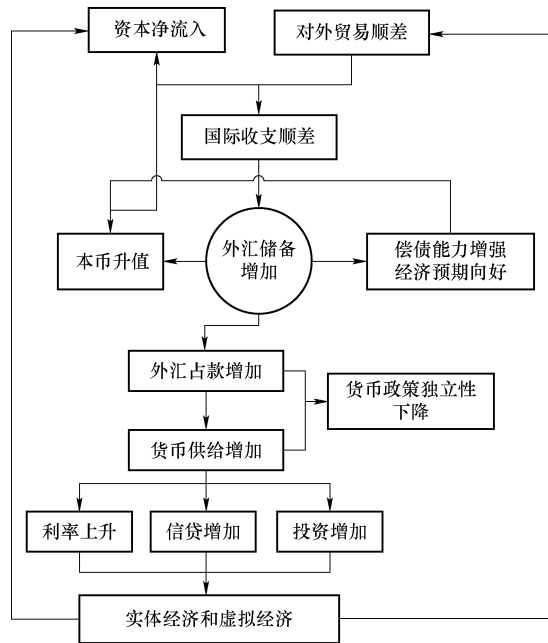 资本净流入
对外贸易顺差
国际收支顺差
本币升值
外汇储备
增加
偿债能力增强
经济预期向好
外汇占款增加
货币政策独立性
下降
货币供给增加
利率上升
信贷增加
投资增加
实体经济和虚拟经济